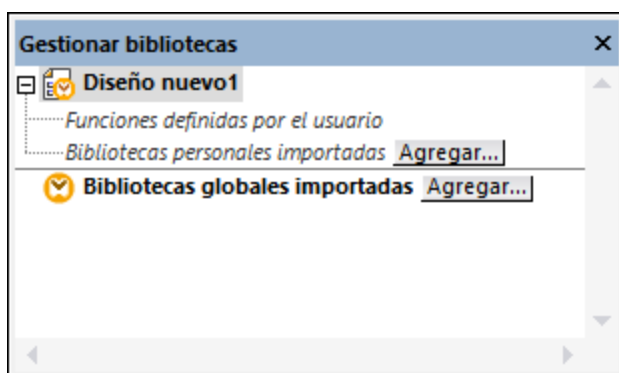 Gestionar bibliotecas
Diseño nuevo1
Funciones definidas por el usuario
Bibliotecas personales importadas Agregar...
Bibliotecas globales importadas Agregar...